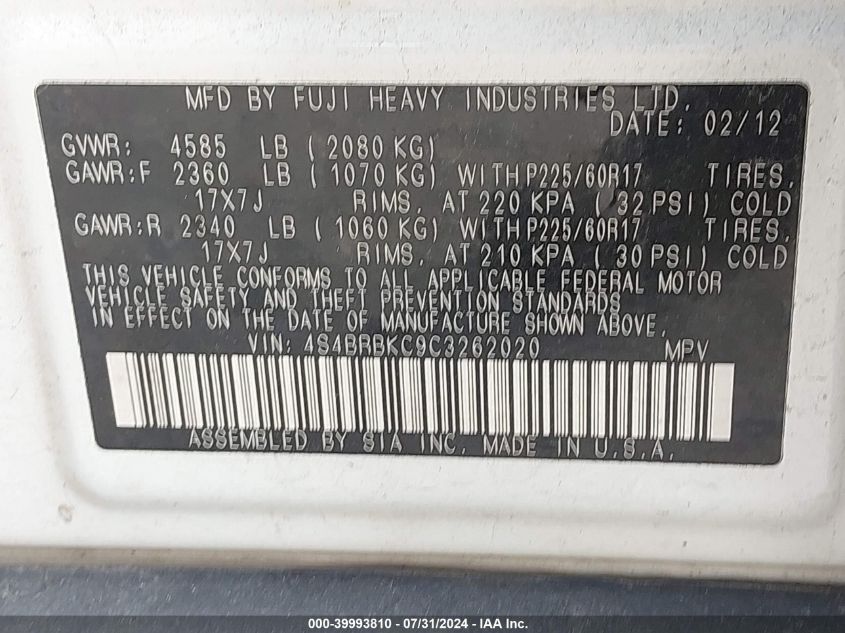 MFD BY FUJI HEAVY INDUSTRIES LTD.
DATE: 02/12
GVWR: 4585 LB ( 2080 KG)
GAWR:F 2360 LB ( 1070 KG) WITH P225/60R17 TIRES,
17X7J RIMS, AT 220 KPA ( 32 PSI) COLD
GAWR:R 2340 LB ( 1060 KG) WITH P225/60R17 TIRES,
17X7J RIMS, AT 210 KPA ( 30 PSI) COLD
THIS VEHICLE CONFORMS TO ALL APPLICABLE FEDERAL MOTOR
VEHICLE SAFETY AND THEFT PREVENTION STANDARDS
IN EFFECT ON THE DATE OF MANUFACTURE SHOWN ABOVE.
VIN: 4S4BRBKC9C3262020 MPV
ASSEMBLED BY SIA INC. MADE IN U.S.A.
000-39993810 - 07/31/2024 - IAA Inc.